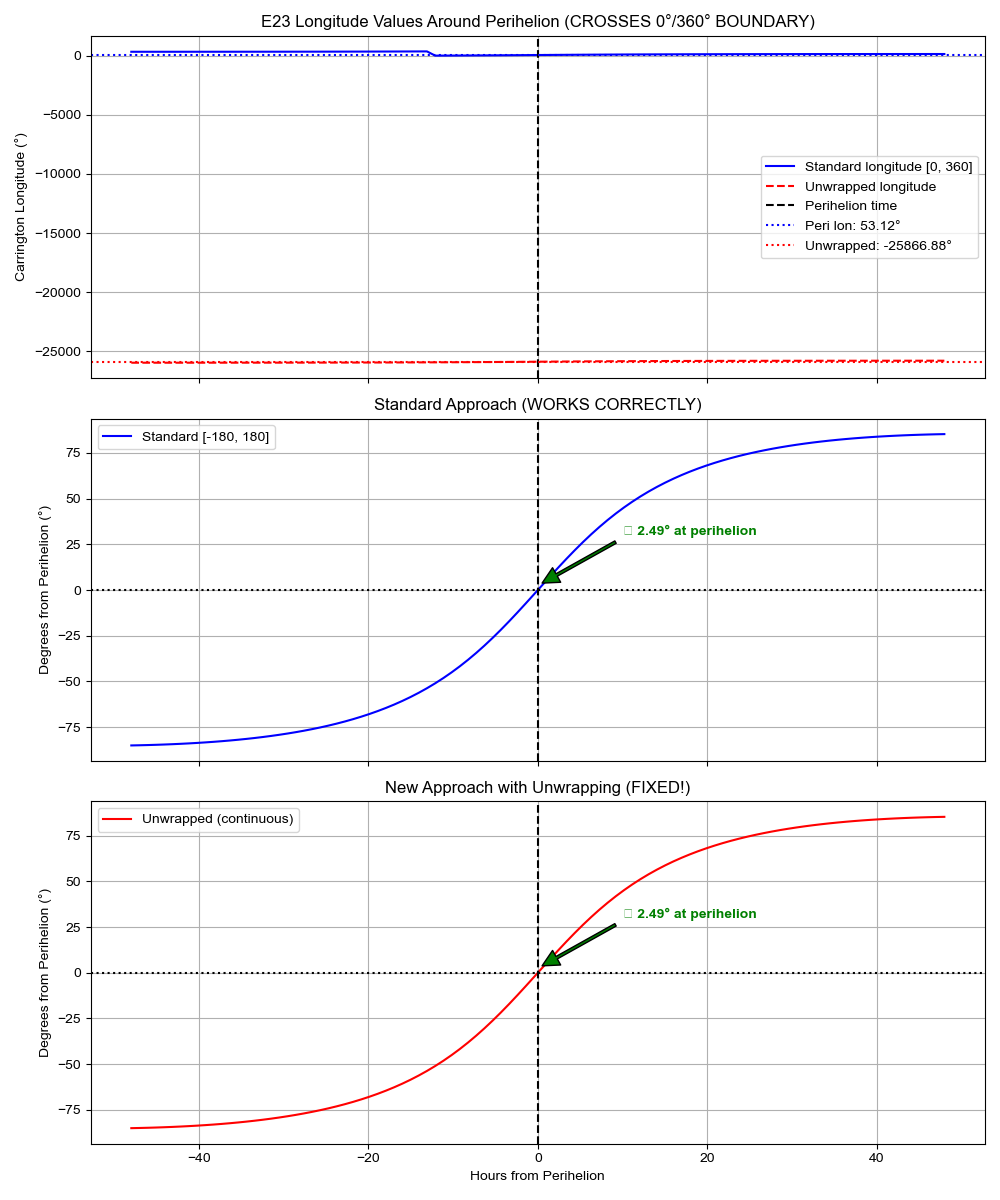 E23 Longitude Values Around Perihelion (CROSSES 0°/360° BOUNDARY)
Carrington Longitude (°)
0
−5000
−10000
−15000
−20000
−25000
Standard longitude [0, 360]
Unwrapped longitude
Perihelion time
Peri lon: 53.12°
Unwrapped: -25866.88°
Standard Approach (WORKS CORRECTLY)
Degrees from Perihelion (°)
75
50
25
0
−25
−50
−75
Standard [-180, 180]
2.49° at perihelion
New Approach with Unwrapping (FIXED!)
Degrees from Perihelion (°)
75
50
25
0
−25
−50
−75
Unwrapped (continuous)
2.49° at perihelion
−40
−20
0
20
40
Hours from Perihelion